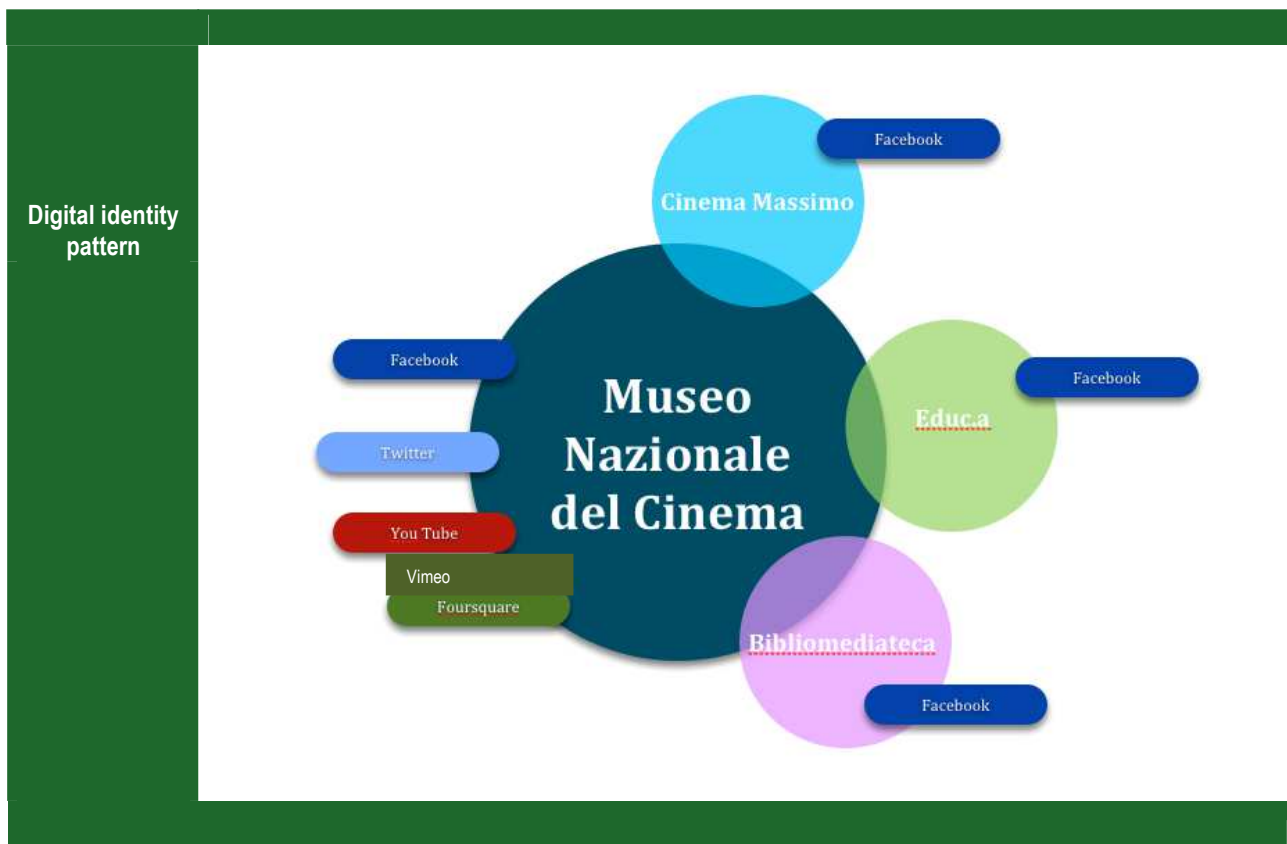 Digital identity
pattern
Facebook
Cinema Massimo
Facebook
Facebook
Museo
Nazionale
del Cinema
Educ.a
Twitter
You Tube
Vimeo
Foursquare
Bibliomediateca
Facebook